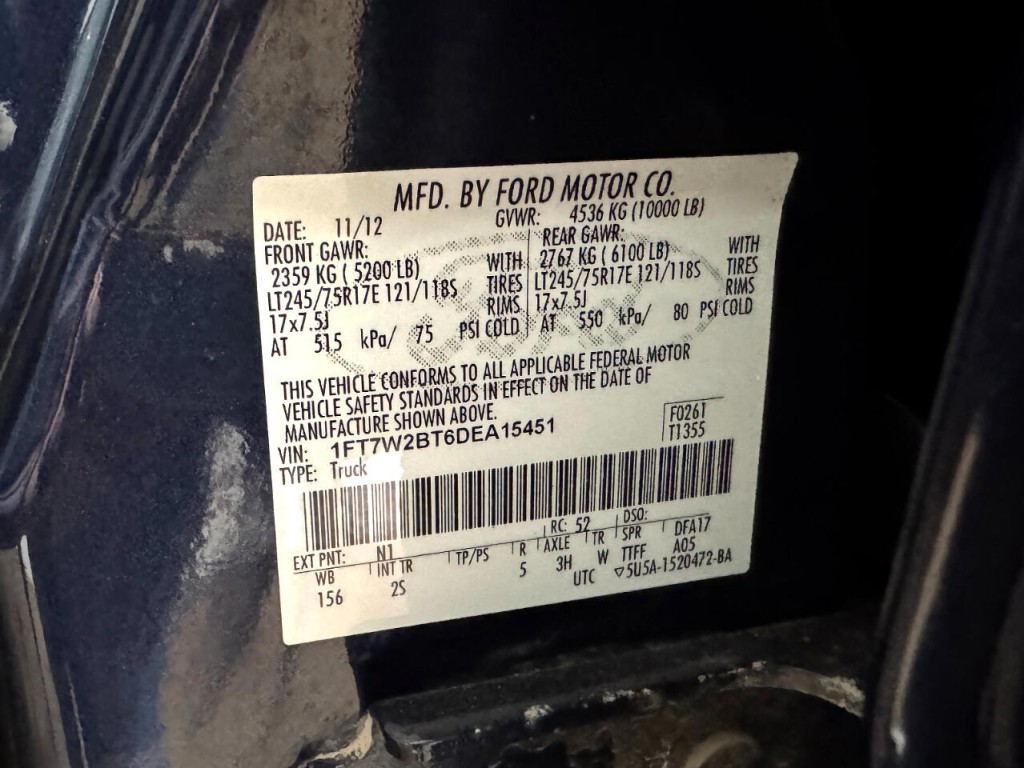 MFD. BY FORD MOTOR CO.
DATE: 11/12 GVWR: 4536 KG (10000 LB)
FRONT GAWR: REAR GAWR:
2359 KG ( 5200 LB) WITH 2767 KG ( 6100 LB) WITH
LT245/75R17E 121/118S TIRES LT245/75R17E 121/118S TIRES
17x7.5J RIMS 17x7.5J RIMS
AT 515 kPa/ 75 PSI COLD AT 550 kPa/ 80 PSI COLD
THIS VEHICLE CONFORMS TO ALL APPLICABLE FEDERAL MOTOR
VEHICLE SAFETY STANDARDS IN EFFECT ON THE DATE OF
MANUFACTURE SHOWN ABOVE.
VIN: 1FT7W2BT6DEA15451 F0261
TYPE: Truck T1355
EXT PNT: N1 RC: 52 DSO:
WB INT TR TP/PS R AXLE TR SPR DFA17
156 2S 5 3H W TTFF A05
UTC ▽5U5A-1520472-BA